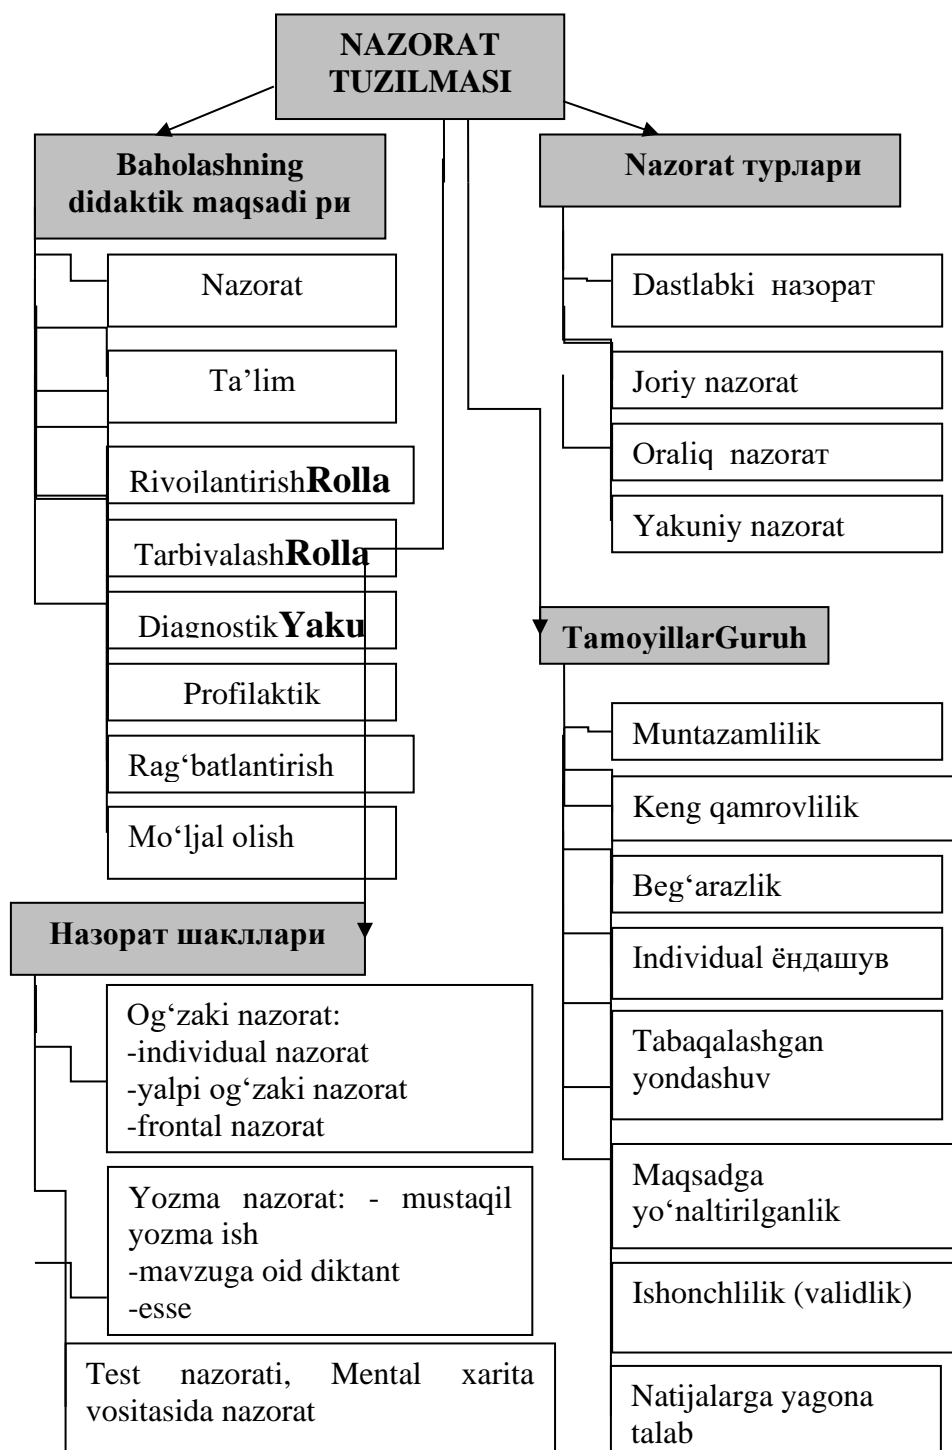 NAZORAT
TUZILMASI
Baholashning
didaktik maqsadi ри
Nazorat
Ta’lim
RivojlantirishRolla
TarbiyalashRolla
DiagnostikYaku
Profilaktik
Rag‘batlantirish
Mo‘ljal olish
Nazorat турлари
Dastlabki назорат
Joriy nazorat
Oraliq nazoraт
Yakuniy nazorat
TamoyillarGuruh
Muntazamlilik
Keng qamrovlilik
Beg‘arazlik
Individual ёндашув
Tabaqalashgan
yondashuv
Maqsadga
yo‘naltirilganlik
Ishonchlilik (validlik)
Natijalarga yagona
talab
Назорат шакллари
Og‘zaki nazorat:
-individual nazorat
-yalpi og‘zaki nazorat
-frontal nazorat
Yozma nazorat: - mustaqil
yozma ish
-mavzuga oid diktant
-esse
Test nazorati, Mental xarita
vositasida nazorat